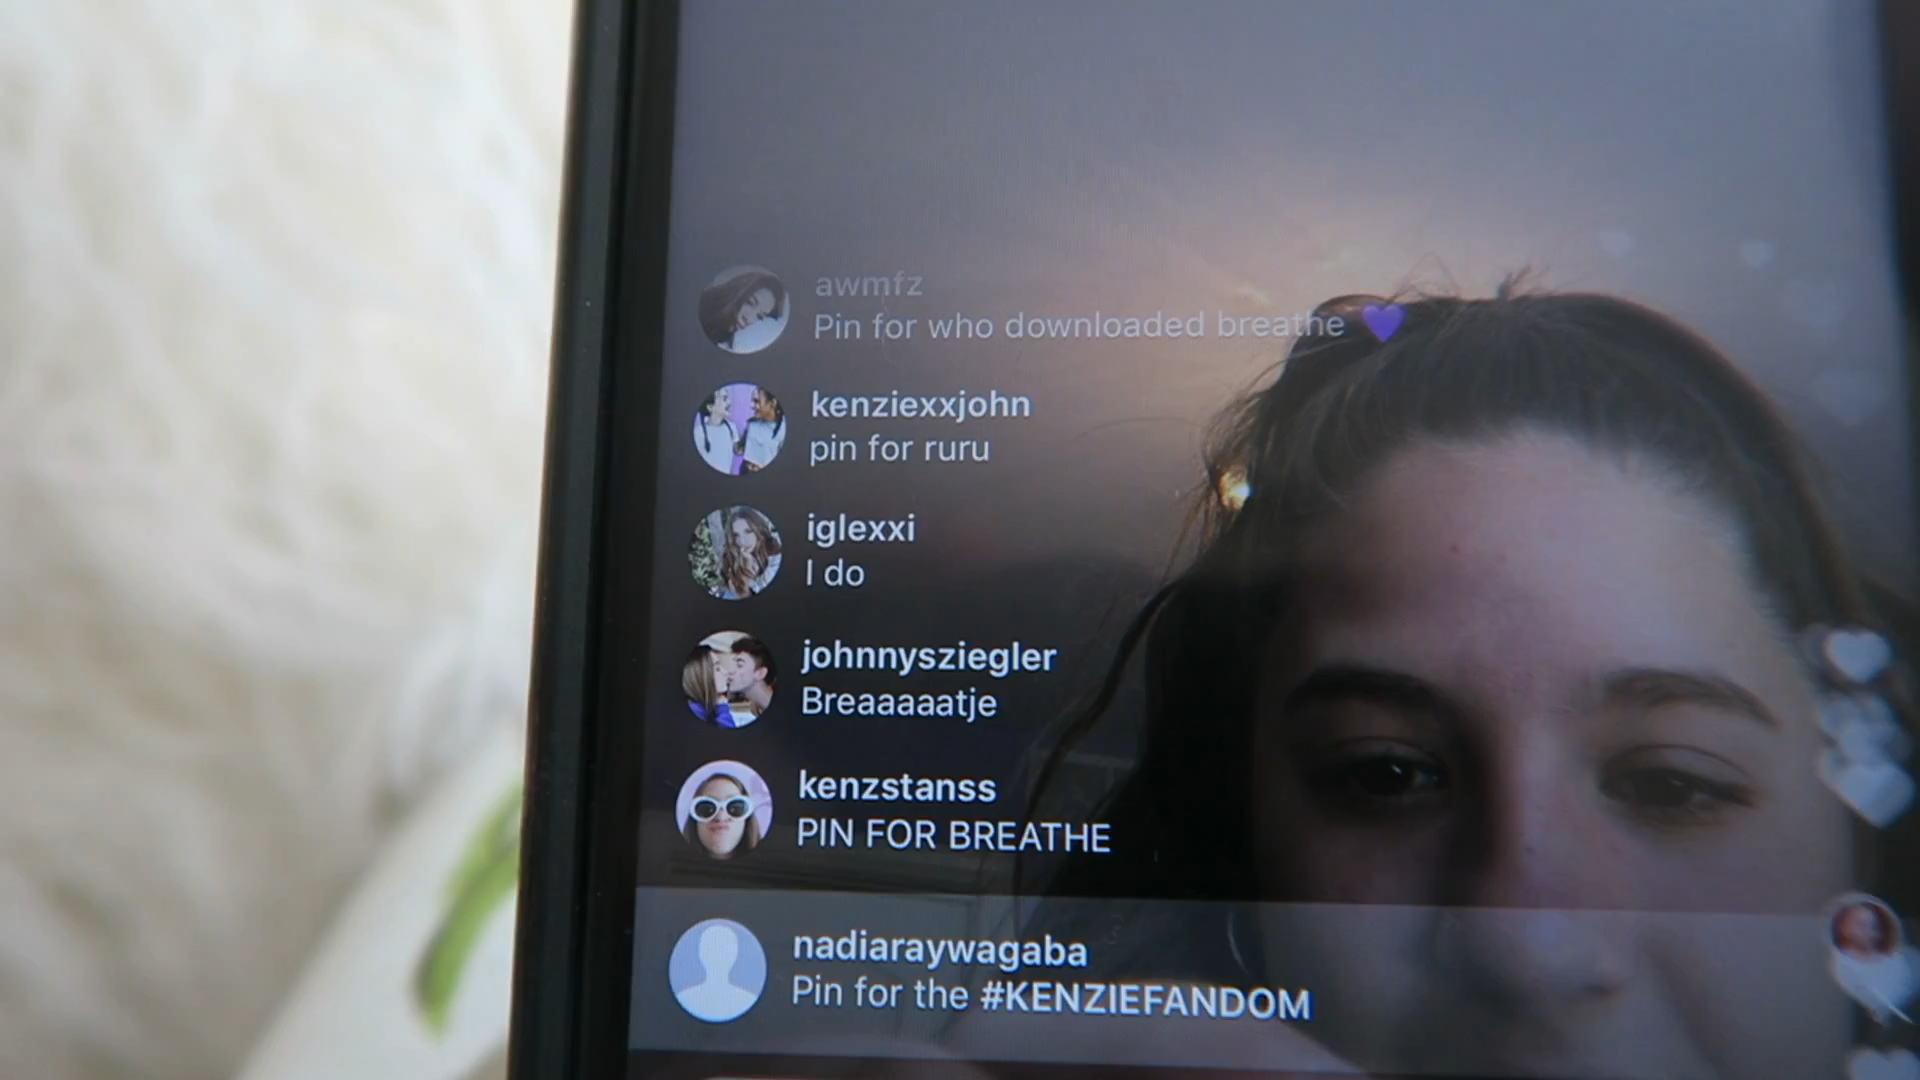 awmfz
Pin for who downloaded breathe 💜
kenziexxjohn
pin for ruru
iglexxi
I do
johnnysziegler
Breaaaaatje
kenzstanss
PIN FOR BREATHE
nadiaraywagaba
Pin for the #KENZIEFANDOM